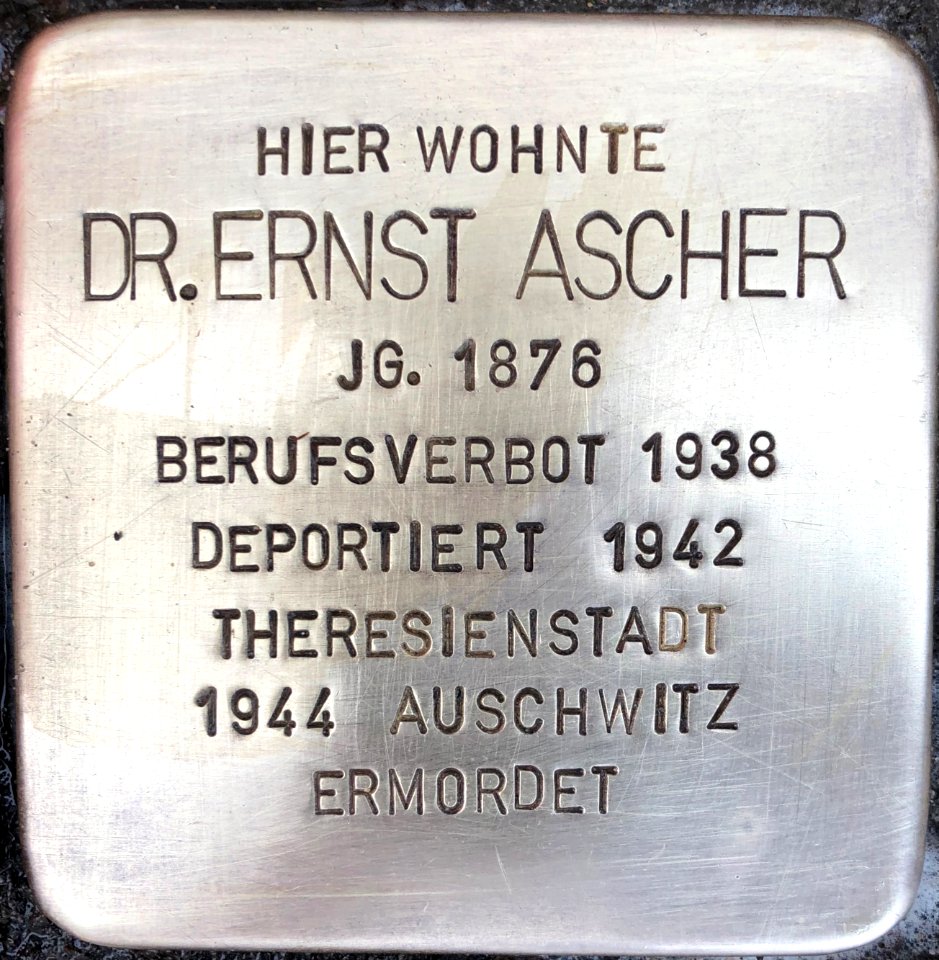 HIER WOHNTE
DR. ERNST ASCHER
JG. 1876
BERUFSVERBOT 1938
DEPORTIERT 1942
THERESIENSTADT
1944 AUSCHWITZ
ERMORDET